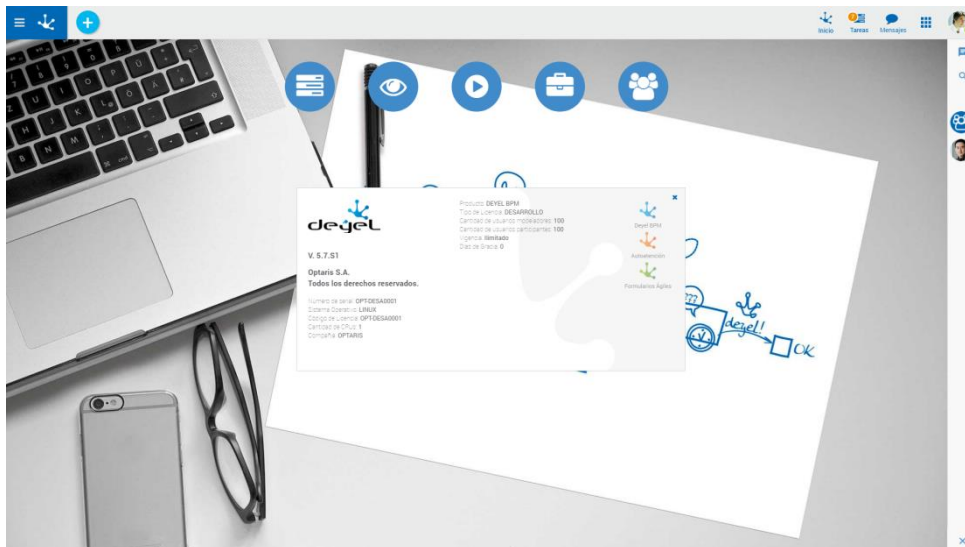 Inicio
Tareas
Mensajes
deyel
V. 5.7.S1
Optaris S.A.
Todos los derechos reservados.
Numero de serial: OPT-DESA0001
Sistema Operativo: LINUX
Código de Licencia: OPT-DESA0001
Cantidad de CPUs: 1
Compañía: OPTARIS
Producto: DEYEL BPM
Tipo de Licencia: DESARROLLO
Cantidad de usuarios modeladores: 100
Cantidad de usuarios participantes: 100
Vigencia: Ilimitado
Días de Gracia: 0
Deyel BPM
Autoatención
Formularios Ágiles
???
deyel!
OK